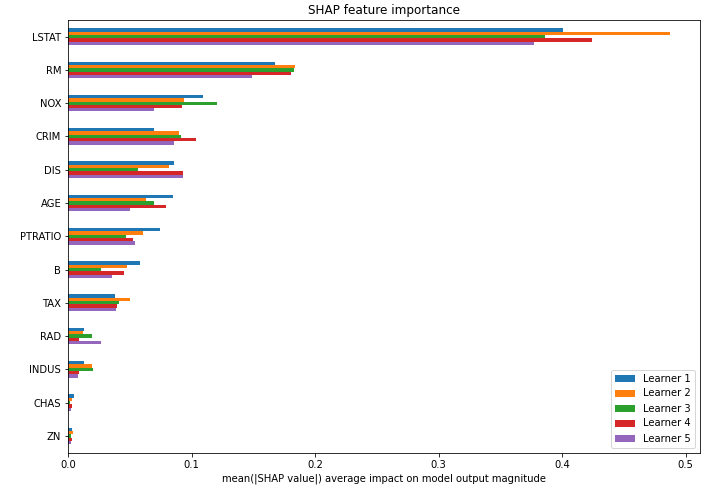 SHAP feature importance
LSTAT
RM
NOX
CRIM
DIS
AGE
PTRATIO
B
TAX
RAD
INDUS
CHAS
ZN
Learner 1
Learner 2
Learner 3
Learner 4
Learner 5
0.0 0.1 0.2 0.3 0.4 0.5
mean(|SHAP value|) average impact on model output magnitude